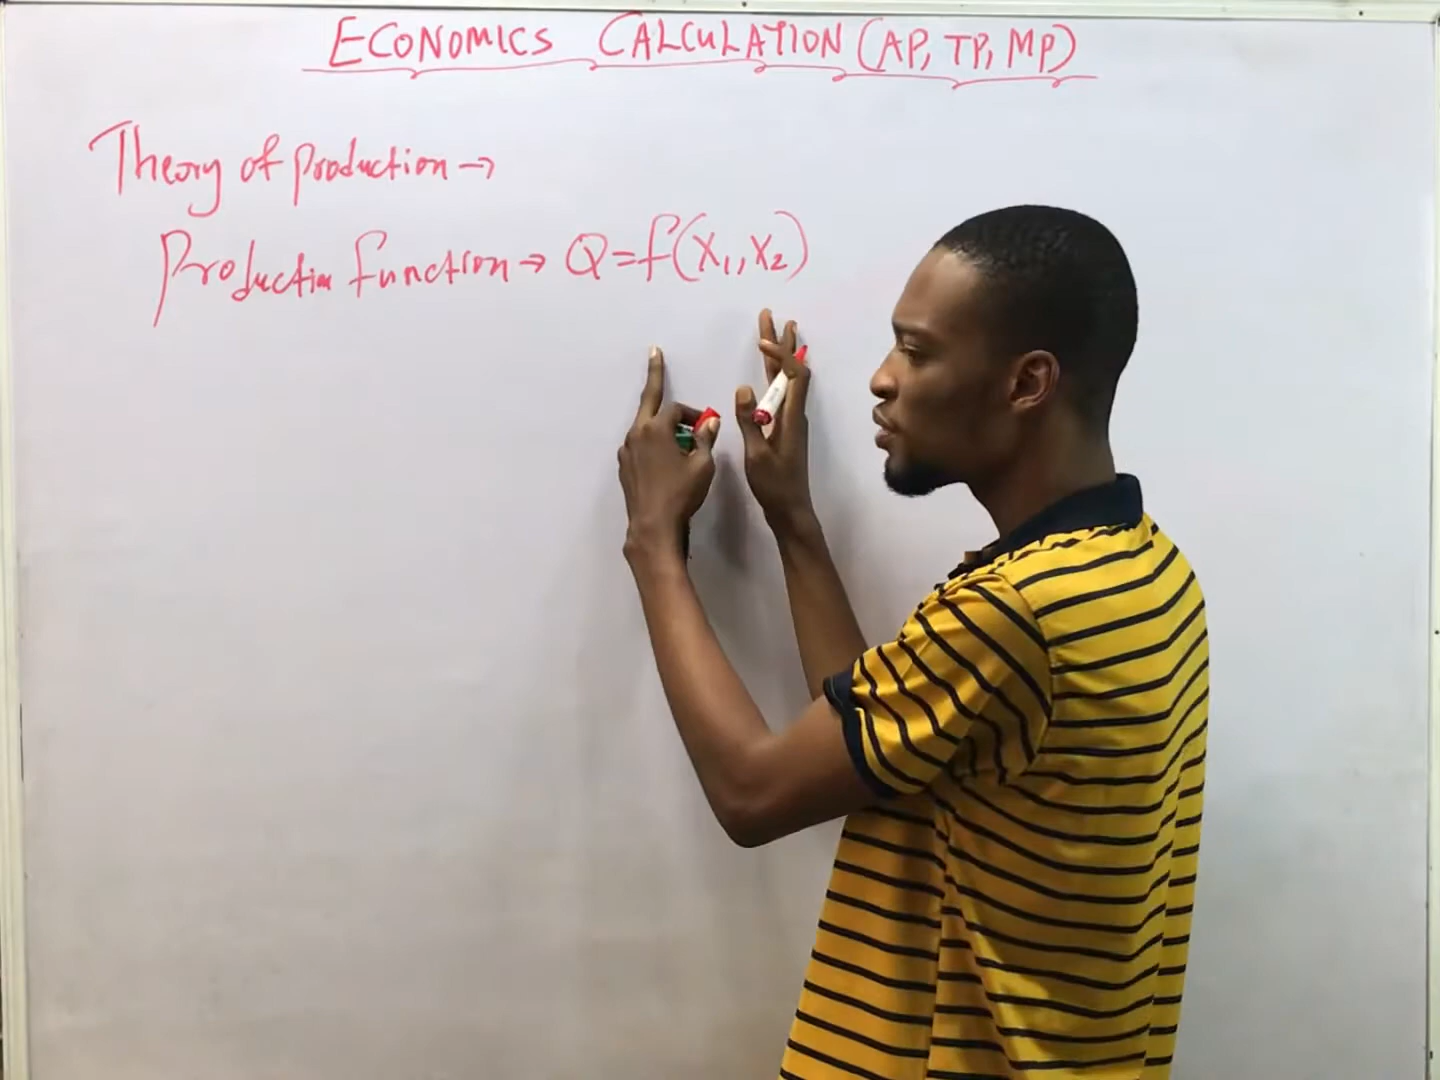 ECONOMICS CALCULATION (AP, TP, MP)
Theory of production →
Production function → Q=f(X₁, X₂)